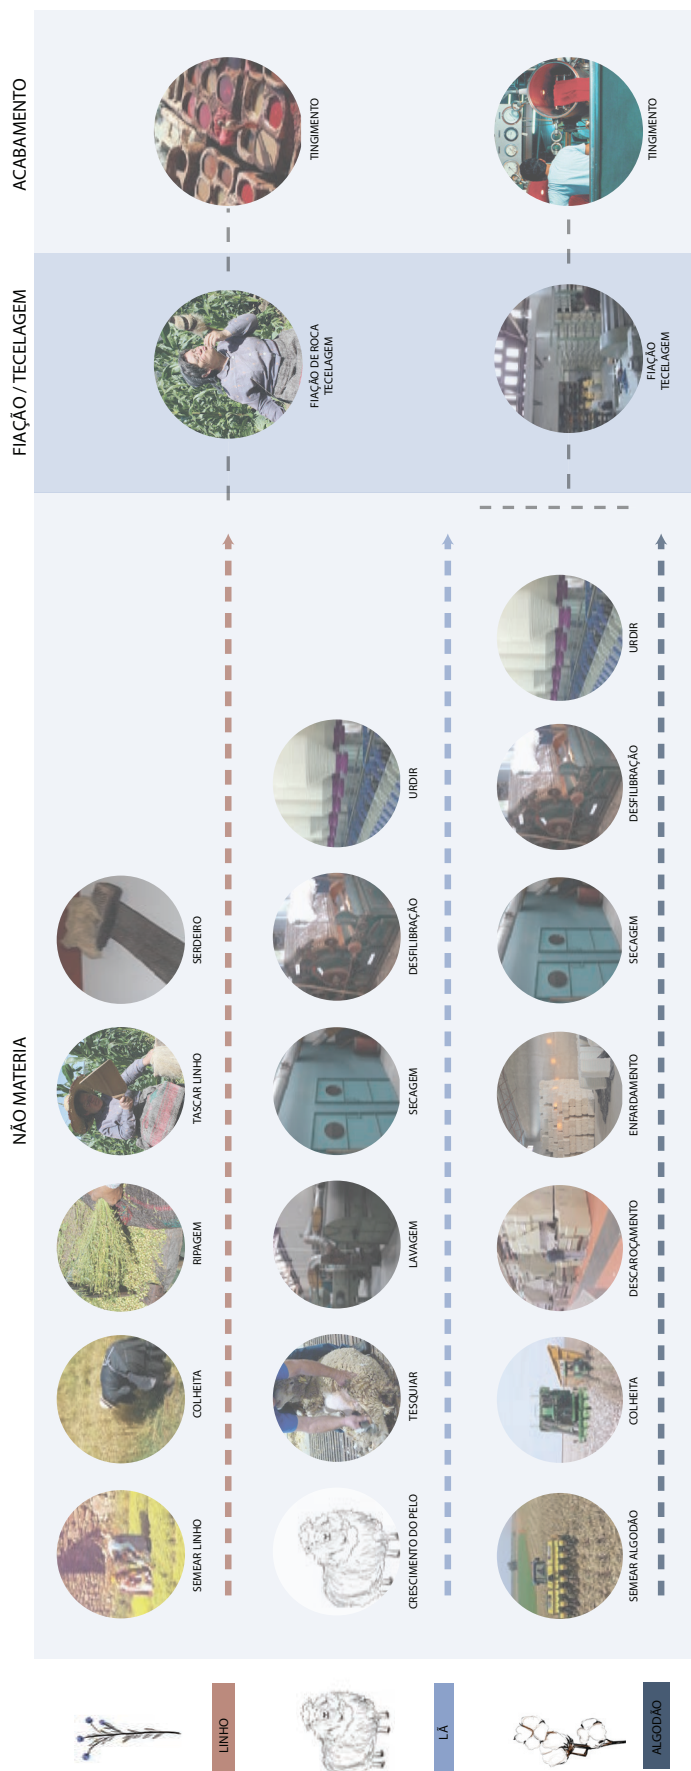 NÃO MATERIA
FIAÇÃO / TECELAGEM
ACABAMENTO
LINHO
SEMEAR LINHO
COLHEITA
RIPAGEM
TASCAR LINHO
SERDEIRO
FIAÇÃO DE ROCA
TECELAGEM
TINGIMENTO
LÃ
CRESCIMENTO DO PELO
TESQUIAR
LAVAGEM
SECAGEM
DESFILIBRAÇÃO
URDIR
ALGODÃO
SEMEAR ALGODÃO
COLHEITA
DESCAROÇAMENTO
ENFARDAMENTO
SECAGEM
DESFILIBRAÇÃO
URDIR
FIAÇÃO
TECELAGEM
TINGIMENTO